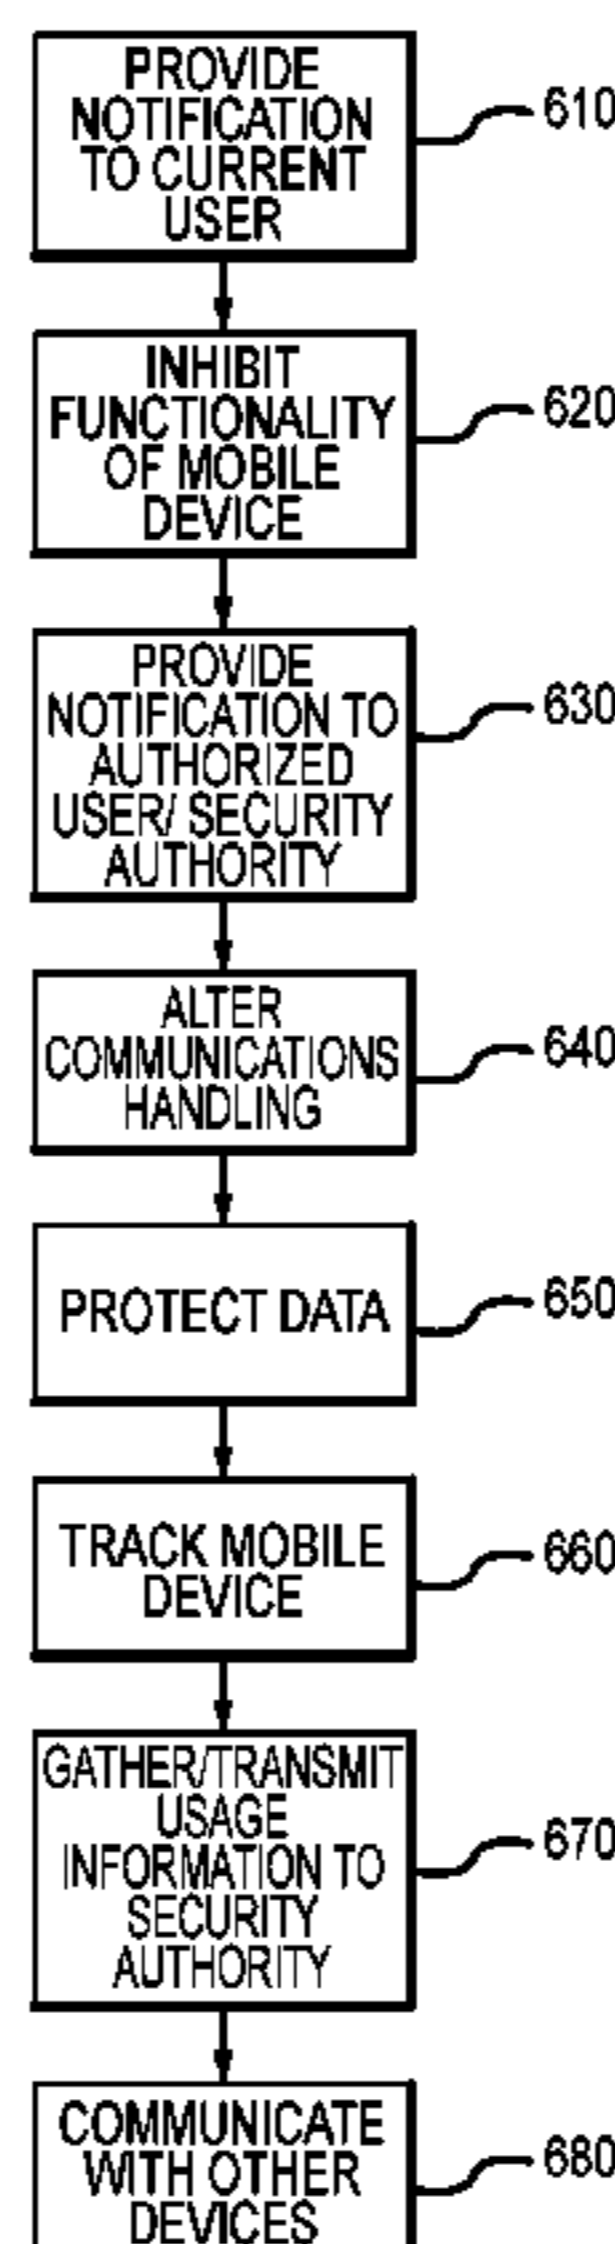 PROVIDE
NOTIFICATION
TO CURRENT
USER
610
INHIBIT
FUNCTIONALITY
OF MOBILE
DEVICE
620
PROVIDE
NOTIFICATION TO
AUTHORIZED
USER/ SECURITY
AUTHORITY
630
ALTER
COMMUNICATIONS
HANDLING
640
PROTECT DATA
650
TRACK MOBILE
DEVICE
660
GATHER/TRANSMIT
USAGE
INFORMATION TO
SECURITY
AUTHORITY
670
COMMUNICATE
WITH OTHER
DEVICES
680